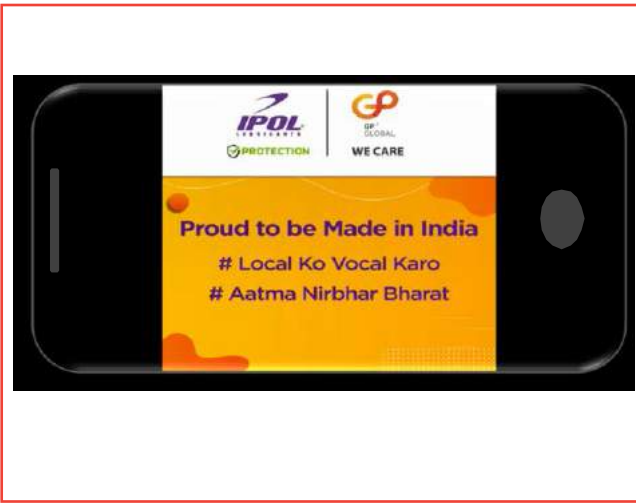 IPOL
LUBRICANTS
PROTECTION
GP
GLOBAL
WE CARE
Proud to be Made in India
# Local Ko Vocal Karo
# Aatma Nirbhar Bharat